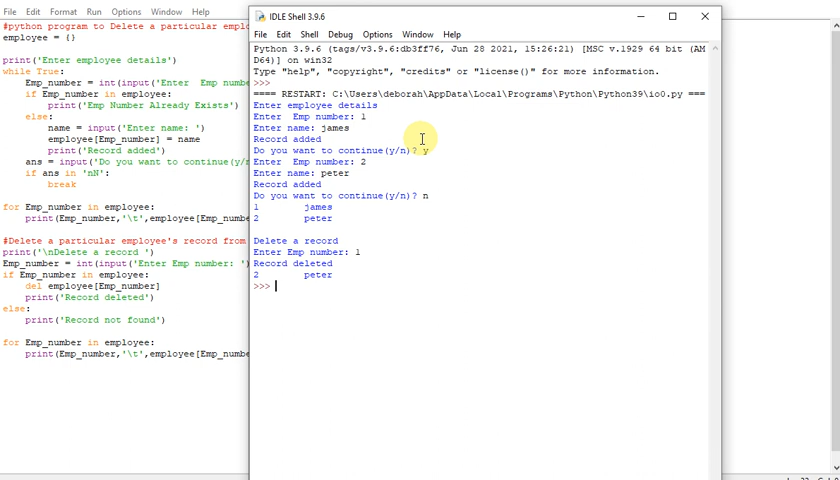 File Edit Format Run Options Window Help
#python program to Delete a particular emplo
employee = {}
print('Enter employee details')
while True:
Emp_number = int(input('Enter  Emp numbe
if Emp_number in employee:
print('Emp Number Already Exists')
else:
name = input('Enter name: ')
employee[Emp_number] = name
print('Record added')
ans = input('Do you want to continue(y/n
if ans in 'nN':
break
for Emp_number in employee:
print(Emp_number,'\t',employee[Emp_numbe
#Delete a particular employee's record from
print('\nDelete a record ')
Emp_number = int(input('Enter Emp number: ')
if Emp_number in employee:
del employee[Emp_number]
print('Record deleted')
else:
print('Record not found')
for Emp_number in employee:
print(Emp_number,'\t',employee[Emp_numbe
IDLE Shell 3.9.6
File Edit Shell Debug Options Window Help
Python 3.9.6 (tags/v3.9.6:db3ff76, Jun 28 2021, 15:26:21) [MSC v.1929 64 bit (AM
D64)] on win32
Type "help", "copyright", "credits" or "license()" for more information.
>>>
==== RESTART: C:\Users\deborah\AppData\Local\Programs\Python\Python39\io0.py ===
Enter employee details
Enter  Emp number: 1
Enter name: james
Record added
Do you want to continue(y/n)? y
Enter  Emp number: 2
Enter name: peter
Record added
Do you want to continue(y/n)? n
1 james
2 peter
Delete a record
Enter Emp number: 1
Record deleted
2 peter
>>>